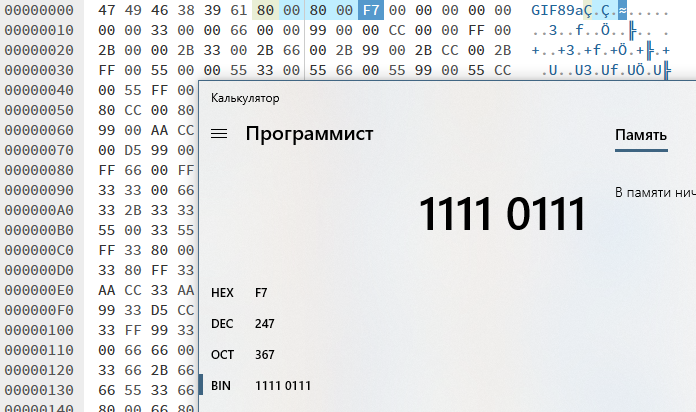 00000000 47 49 46 38 39 61 80 00 80 00 F7 00 00 00 00 00 GIF89aÇ.Ç.≈.....
00000010 00 00 33 00 00 66 00 00 99 00 00 CC 00 00 FF 00 ..3..f..Ö..╠.. .
00000020 2B 00 00 2B 33 00 2B 66 00 2B 99 00 2B CC 00 2B +..+3.+f.+Ö.+╠.+
00000030 FF 00 55 00 00 55 33 00 55 66 00 55 99 00 55 CC .U..U3.Uf.UÖ.U╠
00000040 00 55 FF 00
00000050 80 CC 00 80
00000060 99 00 AA CC
00000070 00 D5 99 00
00000080 FF 66 00 FF
00000090 33 33 00 66
000000A0 33 2B 33 33
000000B0 55 00 33 55
000000C0 FF 33 80 00
000000D0 33 80 FF 33
000000E0 AA CC 33 AA
000000F0 99 33 D5 CC
00000100 33 FF 99 33
00000110 00 66 66 00
00000120 33 66 2B 66
00000130 66 55 33 66
00000140 80 00 66 80
Калькулятор
Программист
Память
1111 0111
В памяти нич
HEX F7
DEC 247
OCT 367
BIN 1111 0111